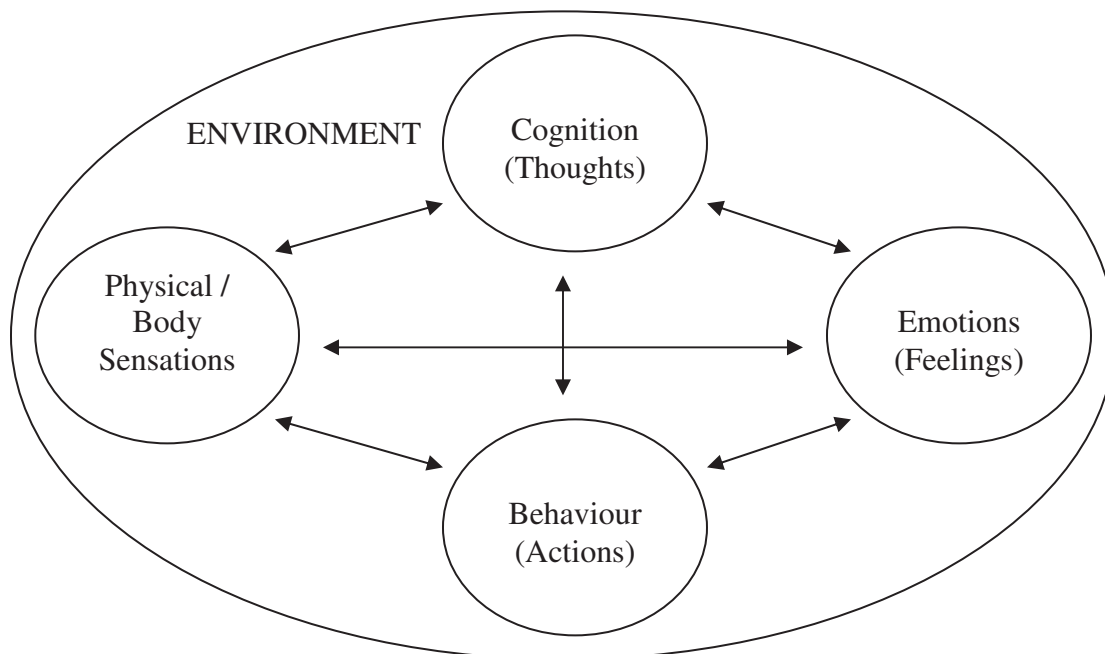 ENVIRONMENT
Cognition
(Thoughts)
Physical /
Body
Sensations
Emotions
(Feelings)
Behaviour
(Actions)